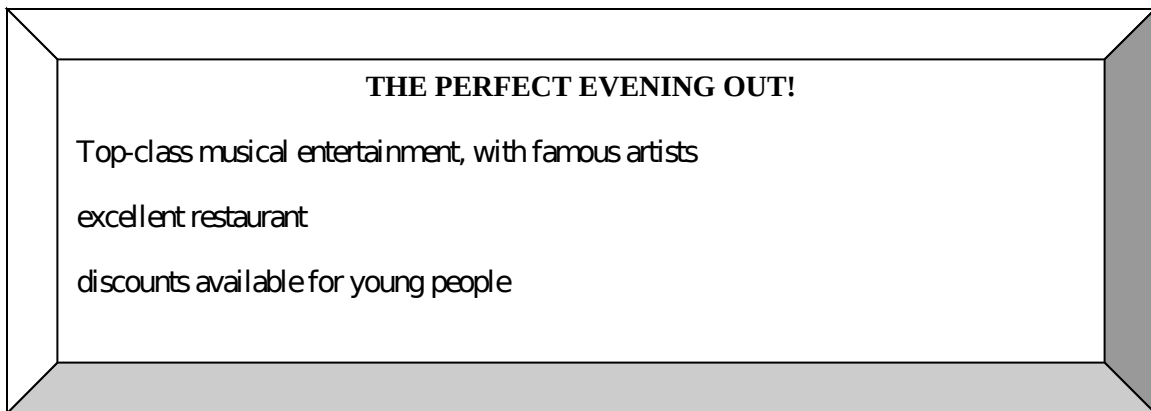 THE PERFECT EVENING OUT!
Top-class musical entertainment, with famous artists
excellent restaurant
discounts available for young people